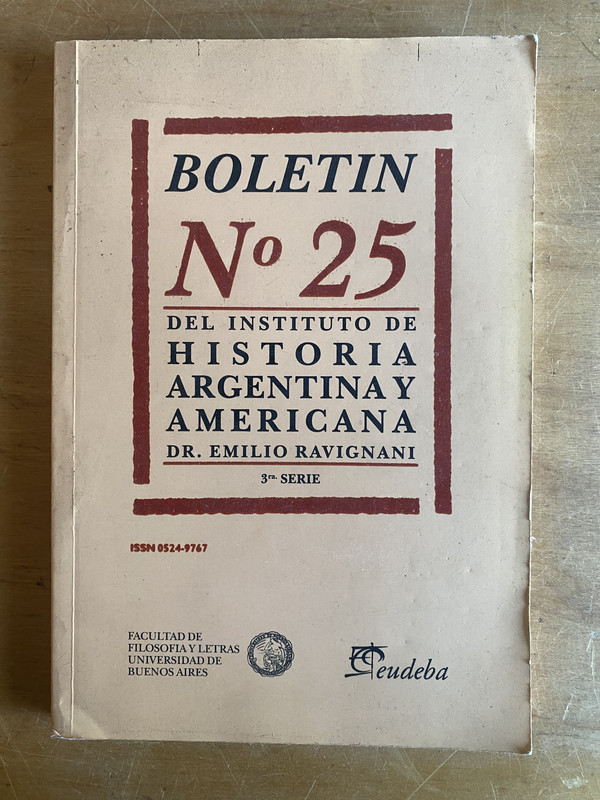 BOLETIN
Nº 25
DEL INSTITUTO DE
HISTORIA
ARGENTINA Y
AMERICANA
DR. EMILIO RAVIGNANI
3ra. SERIE
ISSN 0524-9767
FACULTAD DE
FILOSOFIA Y LETRAS
UNIVERSIDAD DE
BUENOS AIRES
eudeba